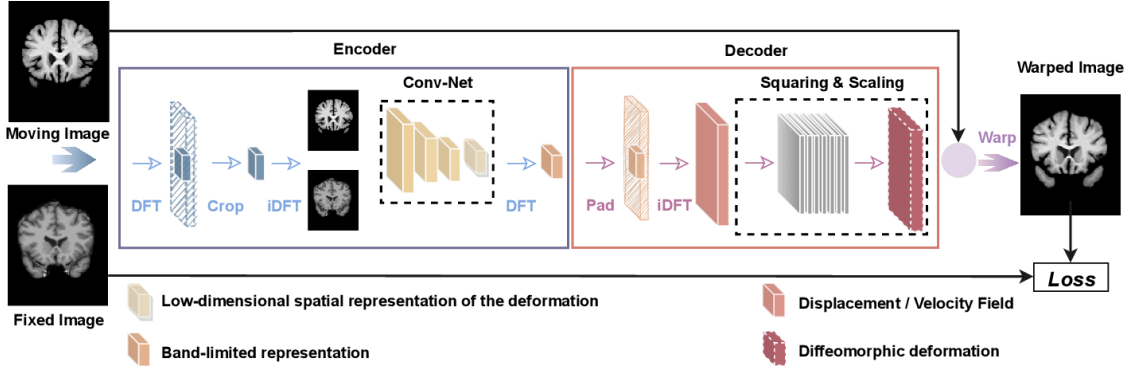 Encoder
Decoder
Conv-Net
Squaring & Scaling
Warped Image
Moving Image
Warp
DFT
Crop
iDFT
DFT
Pad
iDFT
Loss
Fixed Image
Low-dimensional spatial representation of the deformation
Displacement / Velocity Field
Band-limited representation
Diffeomorphic deformation